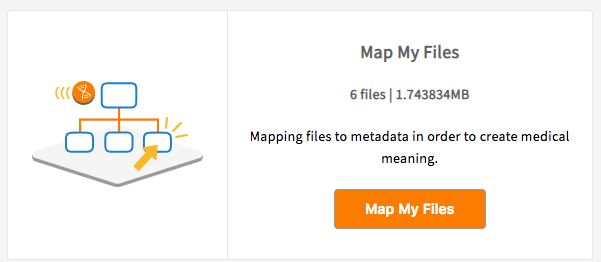 Map My Files
6 files | 1.743834MB
Mapping files to metadata in order to create medical
meaning.
Map My Files